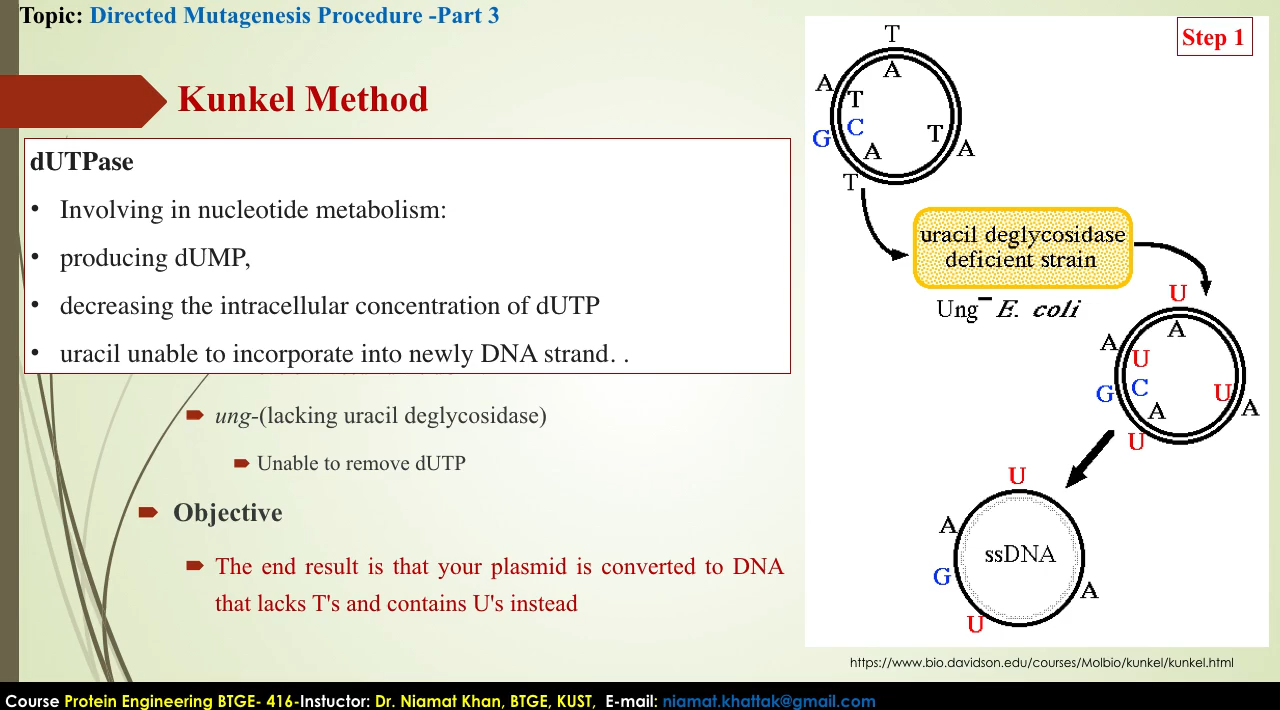 Topic: Directed Mutagenesis Procedure -Part 3
Step 1
Kunkel Method
dUTPase
• Involving in nucleotide metabolism:
• producing dUMP,
• decreasing the intracellular concentration of dUTP
• uracil unable to incorporate into newly DNA strand. .
ung-(lacking uracil deglycosidase)
Unable to remove dUTP
Objective
The end result is that your plasmid is converted to DNA
that lacks T's and contains U's instead
T
A
A
T
G
C
A
T
A
T
uracil deglycosidase
deficient strain
Ung⁻ E. coli
U
A
A
U
G
C
A
U
A
U
U
A
ssDNA
G
A
U
https://www.bio.davidson.edu/courses/Molbio/kunkel/kunkel.html
Course Protein Engineering BTGE- 416-Instuctor: Dr. Niamat Khan, BTGE, KUST, E-mail: niamat.khattak@gmail.com